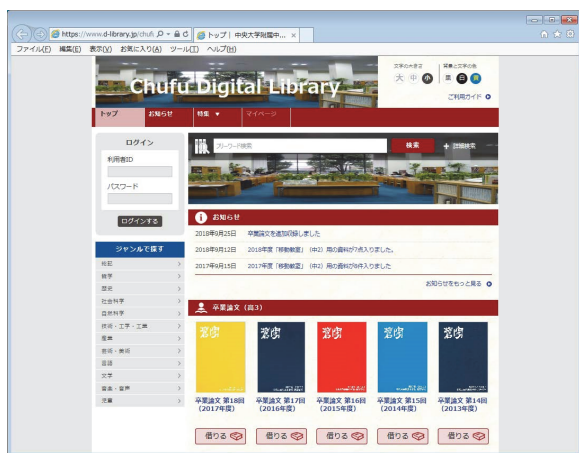 https://www.d-library.jp/chufu
トップ | 中央大学附属中...
ファイル(F) 編集(E) 表示(V) お気に入り(A) ツール(T) ヘルプ(H)
Chufu Digital Library
文字の大きさ 背景と文字の色
大 中 小 黒
ご利用ガイド
トップ お知らせ 特集 ▼ マイページ
ログイン
利用者ID
パスワード
ログインする
フリーワード検索 検索 + 詳細検索
お知らせ
2018年9月25日 卒業論文を追加収録しました
2018年9月12日 2018年度「移動教室」(中2)用の資料が7点入りました。
2017年9月15日 2017年度「移動教室」(中2)用の資料が6件入りました
お知らせをもっと見る
ジャンルで探す
総記
哲学
歴史
社会科学
自然科学
技術・工学・工業
産業
芸術・美術
言語
文学
音楽・音声
児童
卒業論文 (高3)
卒業論文 第18回 (2017年度)
卒業論文 第17回 (2016年度)
卒業論文 第16回 (2015年度)
卒業論文 第15回 (2014年度)
卒業論文 第14回 (2013年度)
借りる 借りる 借りる 借りる 借りる